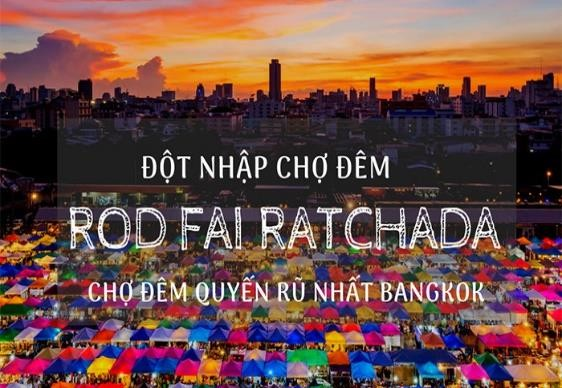 ĐỘT NHẬP CHỢ ĐÊM
ROD FAI RATCHADA
CHỢ ĐÊM QUYẾN RŨ NHẤT BANGKOK